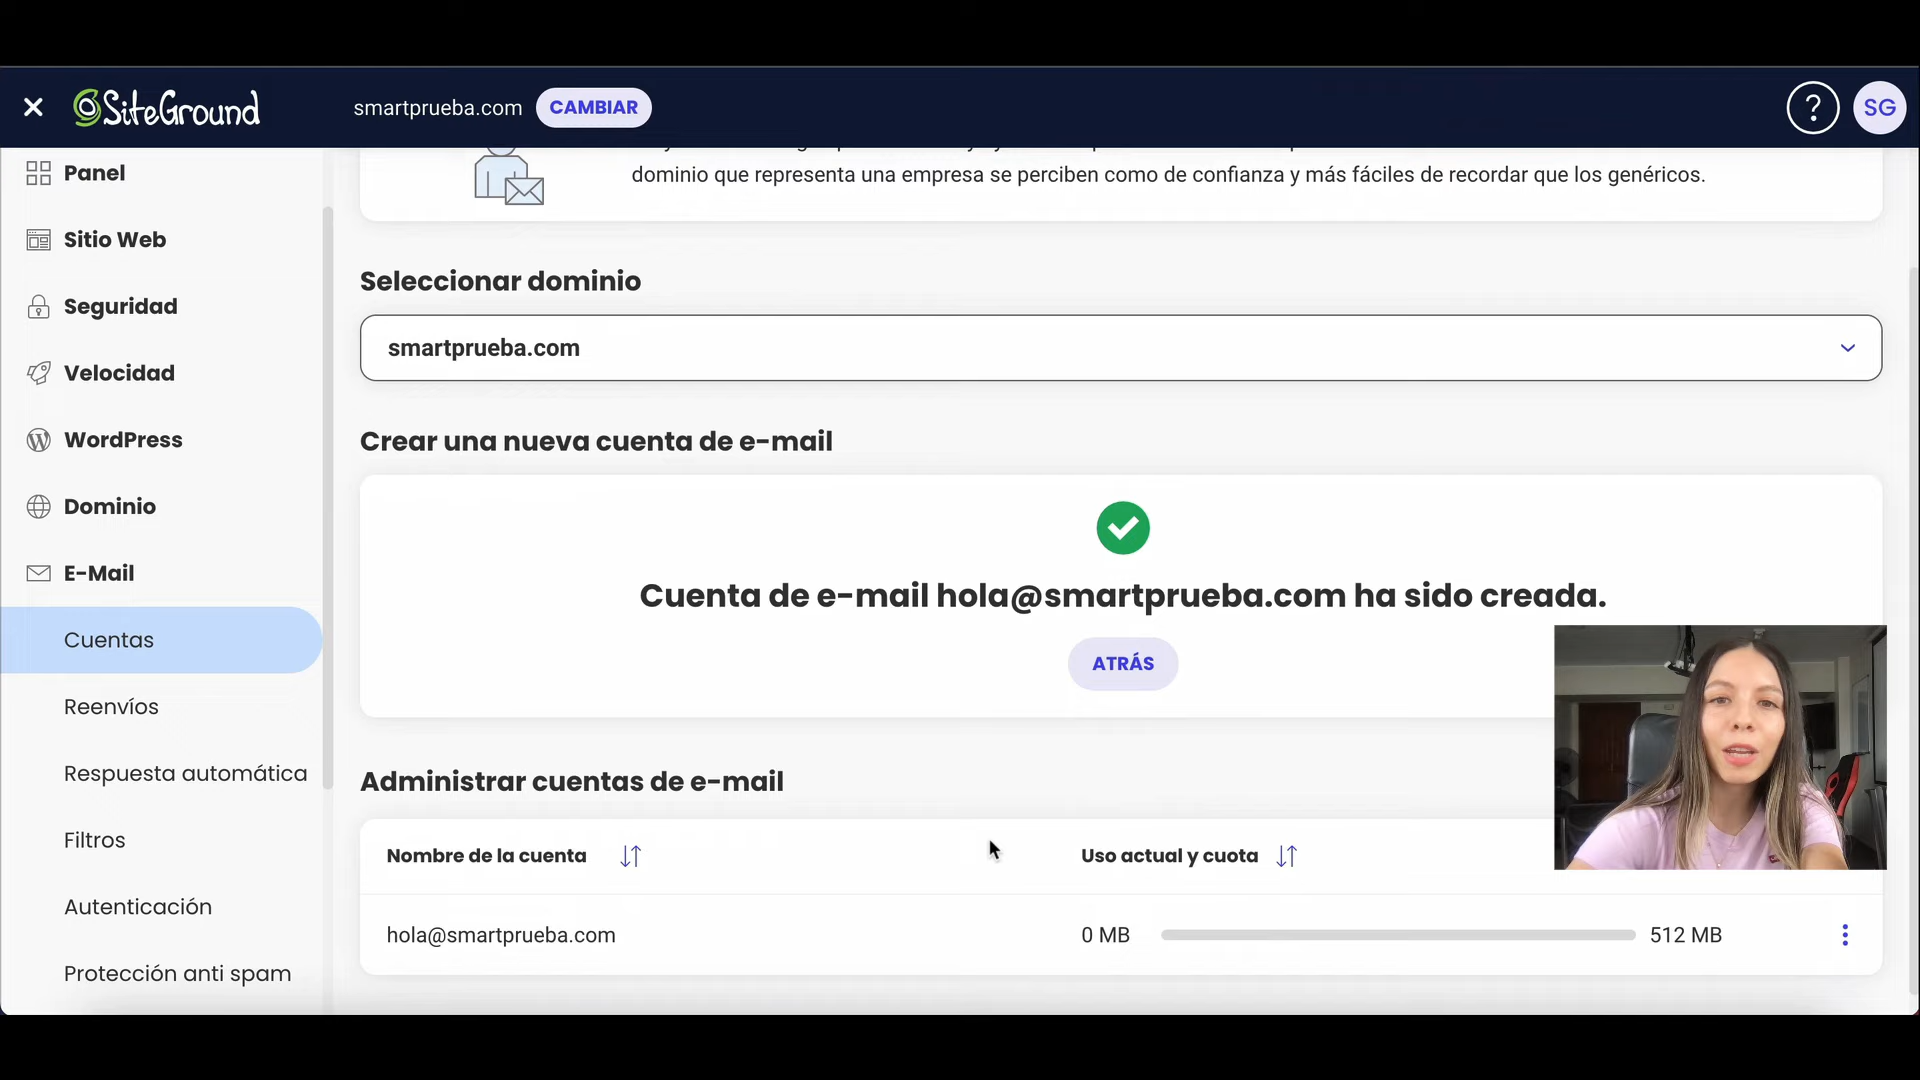 SiteGround
smartprueba.com
CAMBIAR
?
SG
Panel
Sitio Web
Seguridad
Velocidad
WordPress
Dominio
E-Mail
Cuentas
Reenvíos
Respuesta automática
Filtros
Autenticación
Protección anti spam
dominio que representa una empresa se perciben como de confianza y más fáciles de recordar que los genéricos.
Seleccionar dominio
smartprueba.com
Crear una nueva cuenta de e-mail
Cuenta de e-mail hola@smartprueba.com ha sido creada.
ATRÁS
Administrar cuentas de e-mail
Nombre de la cuenta
Uso actual y cuota
hola@smartprueba.com
0 MB
512 MB